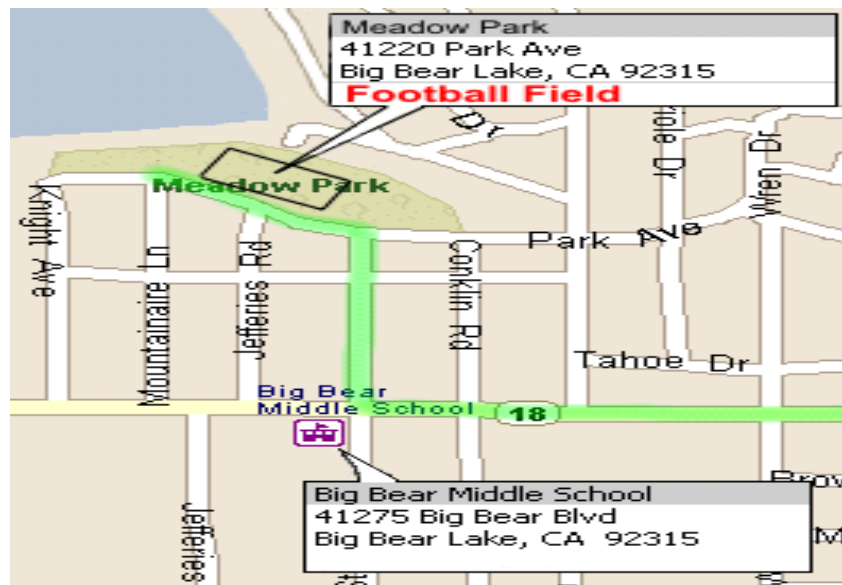 Meadow Park
41220 Park Ave
Big Bear Lake, CA 92315
Football Field
Dr
Dr
Wren Dr
Meadow Park
Knight Ave
Mountainaire Ln
Jefferies Rd
Park Ave
Conklin Rd
Tahoe Dr
Big Bear
Middle School
18
Big Bear Middle School
41275 Big Bear Blvd
Big Bear Lake, CA 92315
Jefferies